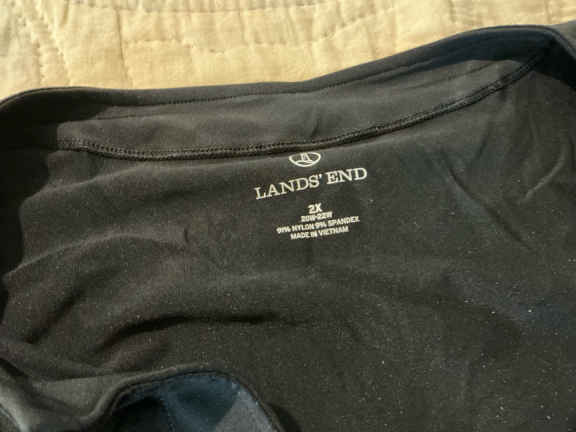 LANDS' END
2X
20W-22W
91% NYLON 9% SPANDEX
MADE IN VIETNAM